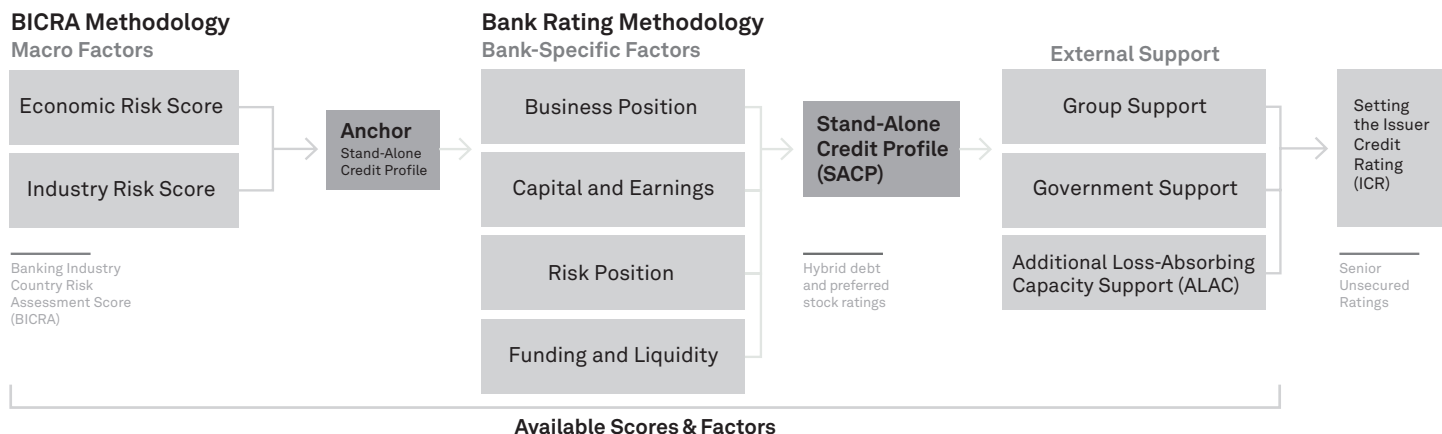 BICRA Methodology
Macro Factors
Economic Risk Score
Industry Risk Score
Banking Industry
Country Risk
Assessment Score
(BICRA)
Anchor
Stand-Alone
Credit Profile
Bank Rating Methodology
Bank-Specific Factors
Business Position
Capital and Earnings
Risk Position
Funding and Liquidity
Stand-Alone
Credit Profile
(SACP)
Hybrid debt
and preferred
stock ratings
External Support
Group Support
Government Support
Additional Loss-Absorbing
Capacity Support (ALAC)
Setting
the Issuer
Credit
Rating
(ICR)
Senior
Unsecured
Ratings
Available Scores & Factors